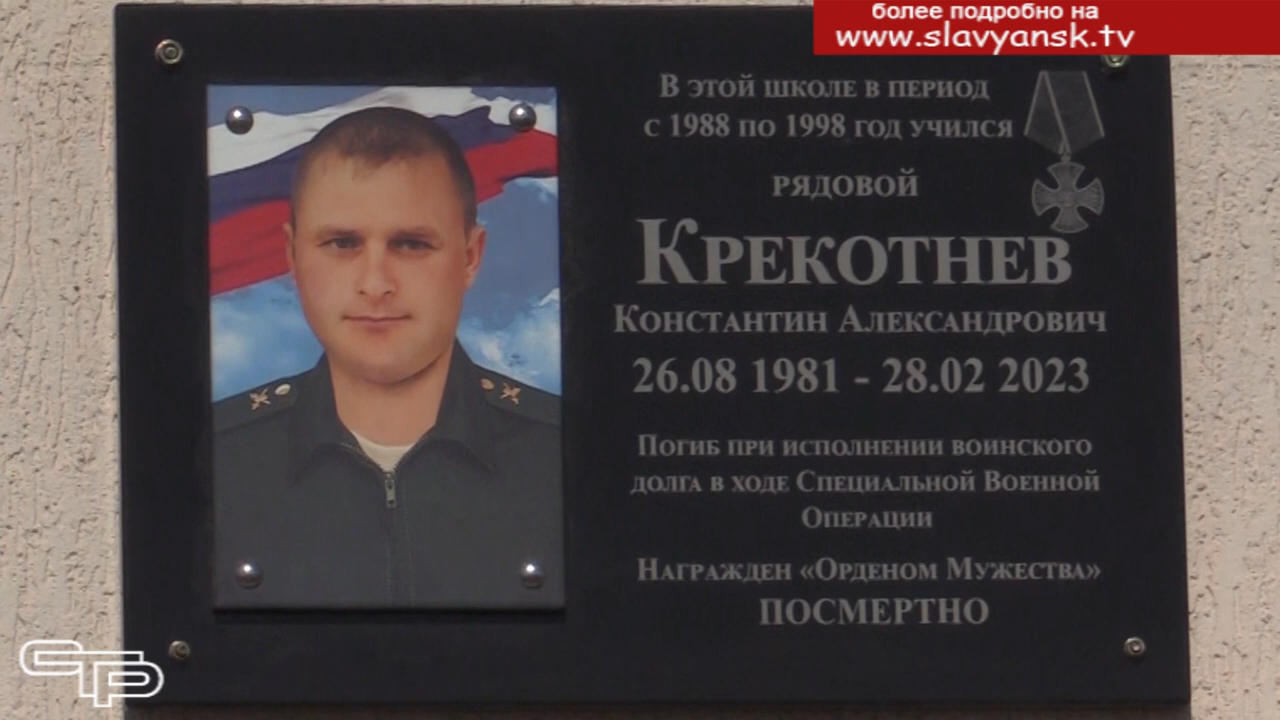 более подробно на
www.slavyansk.tv
В этой школе в период
с 1988 по 1998 год учился
рядовой
Крекотнев
Константин Александрович
26.08 1981 - 28.02 2023
Погиб при исполнении воинского
долга в ходе Специальной Военной
Операции
Награжден «Орденом Мужества»
ПОСМЕРТНО
СТР